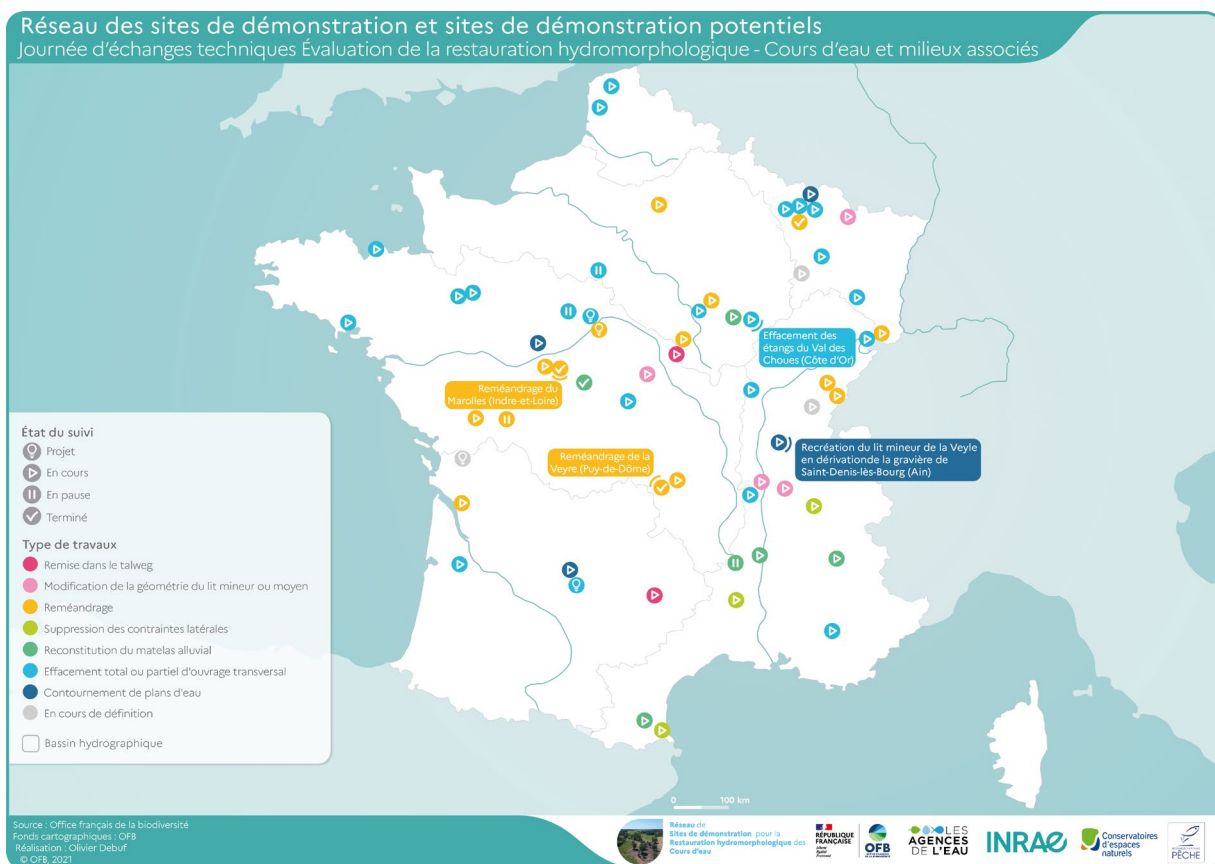 Réseau des sites de démonstration et sites de démonstration potentiels
Journée d'échanges techniques Évaluation de la restauration hydromorphologique - Cours d'eau et milieux associés
Effacement des
étangs du Val des
Choues (Côte d'Or)
Reméandrage du
Marolles (Indre-et-Loire)
Recréation du lit mineur de la Veyle
en dérivationde la gravière de
Saint-Denis-lès-Bourg (Ain)
Reméandrage de la
Veyre (Puy-de-Dôme)
État du suivi
Projet
En cours
En pause
Terminé
Type de travaux
Remise dans le talweg
Modification de la géométrie du lit mineur ou moyen
Reméandrage
Suppression des contraintes latérales
Reconstitution du matelas alluvial
Effacement total ou partiel d'ouvrage transversal
Contournement de plans d'eau
En cours de définition
Bassin hydrographique
0 100 km
Source : Office français de la biodiversité
Fonds cartographiques : OFB
Réalisation : Olivier Debuf
© OFB, 2021
Réseau de
Sites de démonstration pour la
Restauration hydromorphologique des
Cours d'eau
RÉPUBLIQUE
FRANÇAISE
Liberté
Égalité
Fraternité
OFB
LES
AGENCES
DE L'EAU
INRAE
Conservatoires
d'espaces
naturels
PÊCHE